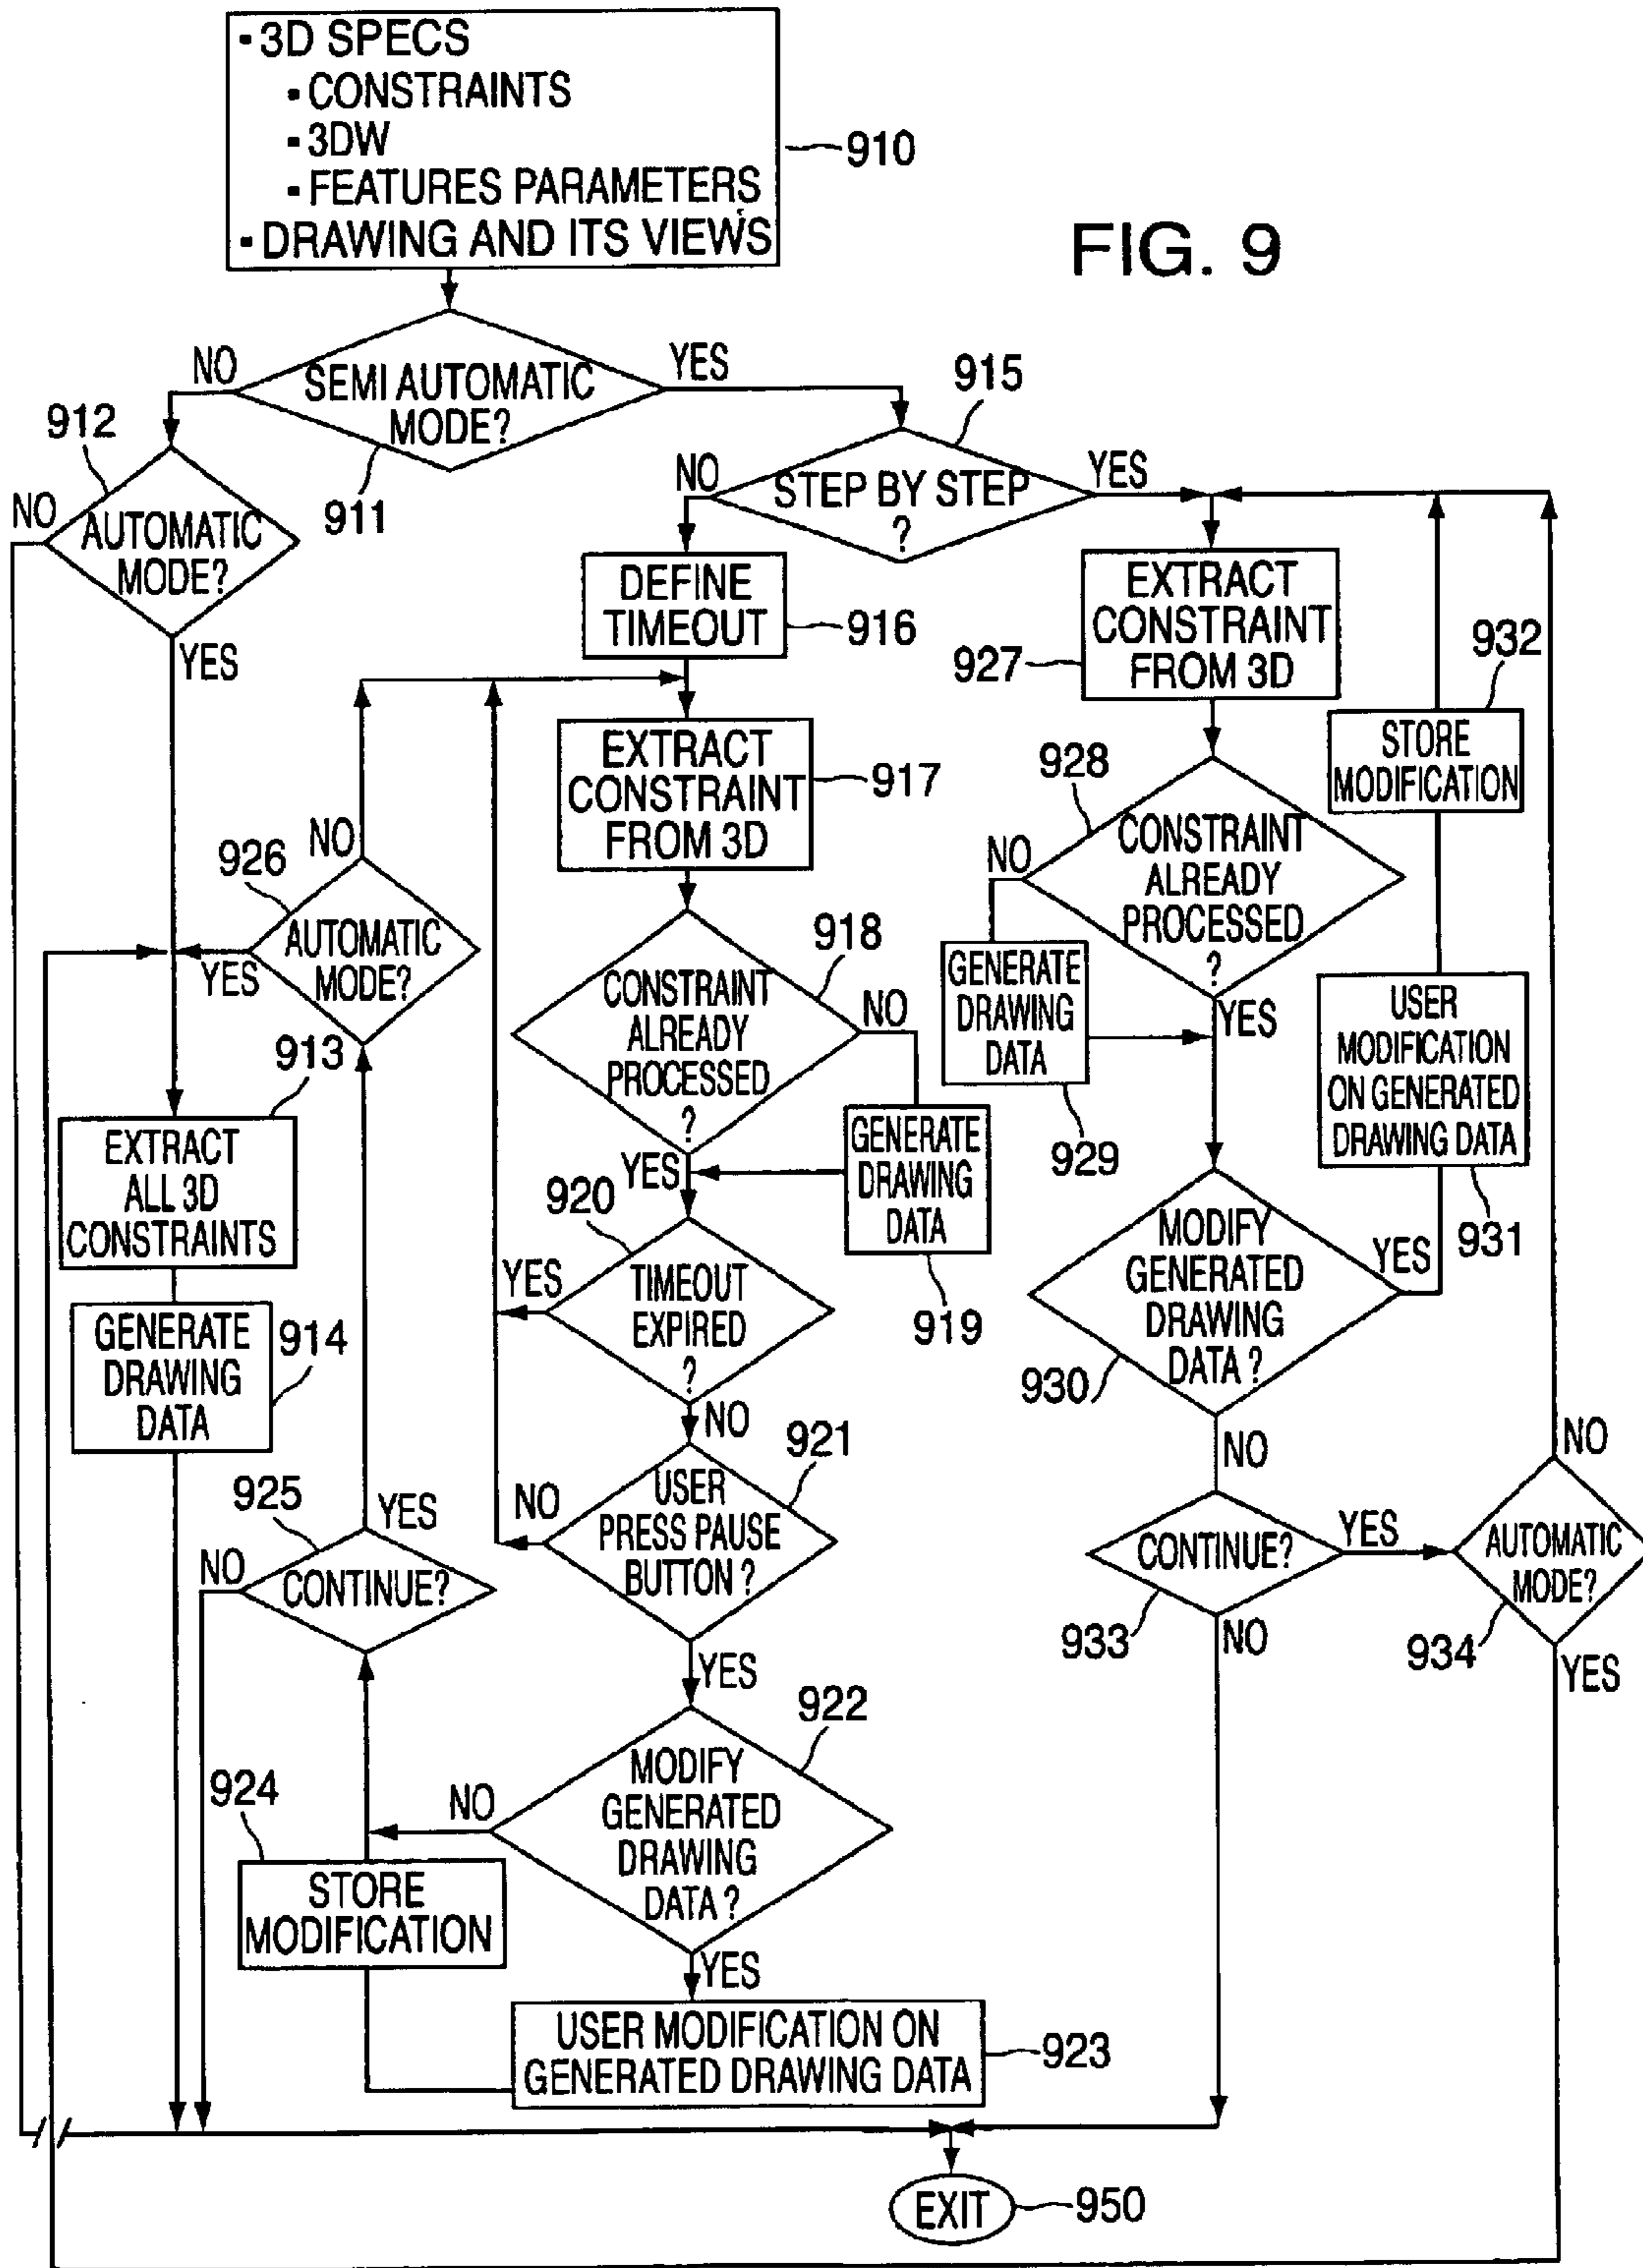 - 3D SPECS
- CONSTRAINTS
- 3DW
- FEATURES PARAMETERS
- DRAWING AND ITS VIEWS
910
FIG. 9
SEMI AUTOMATIC
MODE?
NO
YES
911
912
AUTOMATIC
MODE?
NO
YES
915
STEP BY STEP
?
NO
YES
DEFINE
TIMEOUT
916
EXTRACT
CONSTRAINT
FROM 3D
917
CONSTRAINT
ALREADY
PROCESSED
?
918
NO
YES
GENERATE
DRAWING
DATA
919
920
TIMEOUT
EXPIRED
?
YES
NO
921
USER
PRESS PAUSE
BUTTON ?
NO
YES
922
MODIFY
GENERATED
DRAWING
DATA ?
NO
YES
USER MODIFICATION ON
GENERATED DRAWING DATA
923
924
STORE
MODIFICATION
925
CONTINUE?
NO
YES
926
AUTOMATIC
MODE?
NO
YES
913
EXTRACT
ALL 3D
CONSTRAINTS
GENERATE
DRAWING
DATA
914
EXTRACT
CONSTRAINT
FROM 3D
927
928
CONSTRAINT
ALREADY
PROCESSED
?
NO
YES
GENERATE
DRAWING
DATA
929
MODIFY
GENERATED
DRAWING
DATA ?
930
YES
NO
USER
MODIFICATION
ON GENERATED
DRAWING DATA
931
932
STORE
MODIFICATION
CONTINUE?
933
YES
NO
AUTOMATIC
MODE?
934
NO
YES
EXIT
950